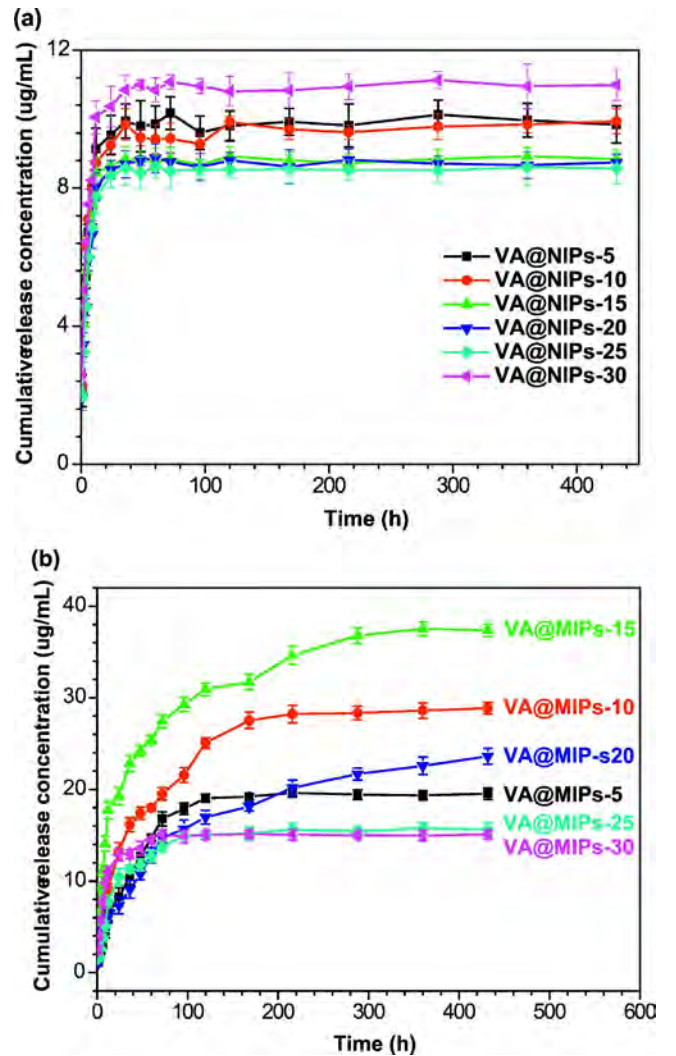 (a)
12
8
4
0
Cumulative release concentration (ug/mL)
VA@NIPs-5
VA@NIPs-10
VA@NIPs-15
VA@NIPs-20
VA@NIPs-25
VA@NIPs-30
0 100 200 300 400
Time (h)
(b)
40
30
20
10
0
Cumulative release concentration (ug/mL)
VA@MIPs-15
VA@MIPs-10
VA@MIP-s20
VA@MIPs-5
VA@MIPs-25
VA@MIPs-30
0 100 200 300 400 500 600
Time (h)